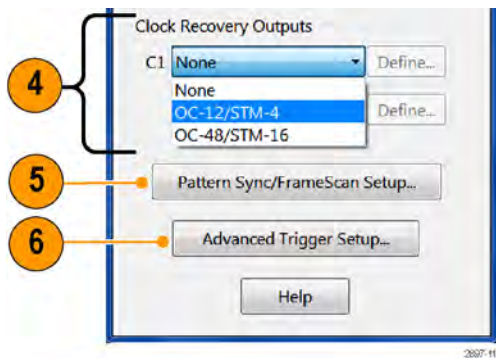 Clock Recovery Outputs
C1 None Define...
None
OC-12/STM-4
OC-48/STM-16
Define...
4
5
Pattern Sync/FrameScan Setup...
6
Advanced Trigger Setup...
Help
2897-11